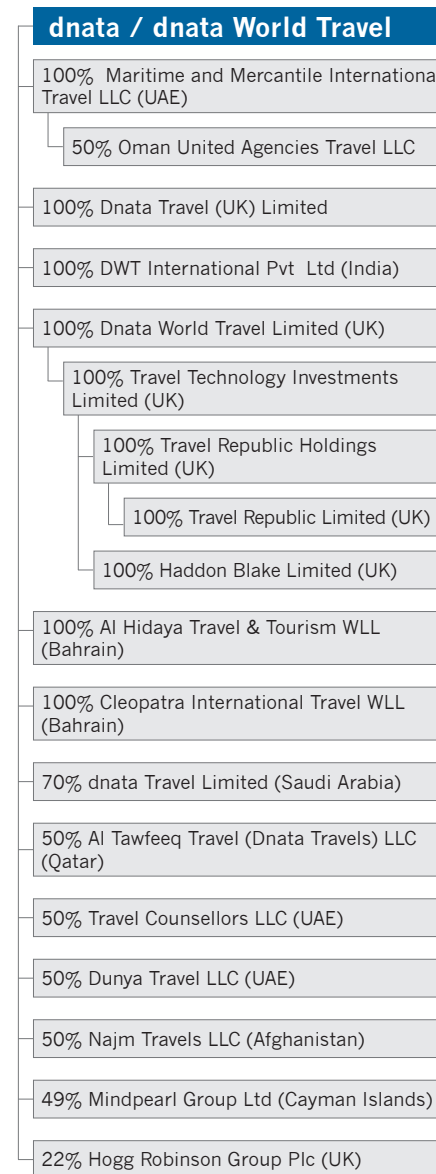 dnata / dnata World Travel
100% Maritime and Mercantile Internationa
Travel LLC (UAE)
50% Oman United Agencies Travel LLC
100% Dnata Travel (UK) Limited
100% DWT International Pvt Ltd (India)
100% Dnata World Travel Limited (UK)
100% Travel Technology Investments
Limited (UK)
100% Travel Republic Holdings
Limited (UK)
100% Travel Republic Limited (UK)
100% Haddon Blake Limited (UK)
100% Al Hidaya Travel & Tourism WLL
(Bahrain)
100% Cleopatra International Travel WLL
(Bahrain)
70% dnata Travel Limited (Saudi Arabia)
50% Al Tawfeeq Travel (Dnata Travels) LLC
(Qatar)
50% Travel Counsellors LLC (UAE)
50% Dunya Travel LLC (UAE)
50% Najm Travels LLC (Afghanistan)
49% Mindpearl Group Ltd (Cayman Islands)
22% Hogg Robinson Group Plc (UK)